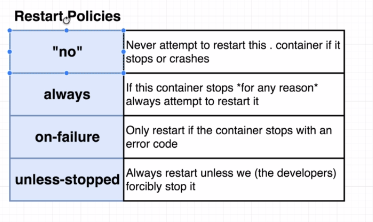 Restart Policies
"no"
Never attempt to restart this . container if it
stops or crashes
always
If this container stops *for any reason*
always attempt to restart it
on-failure
Only restart if the container stops with an
error code
unless-stopped
Always restart unless we (the developers)
forcibly stop it